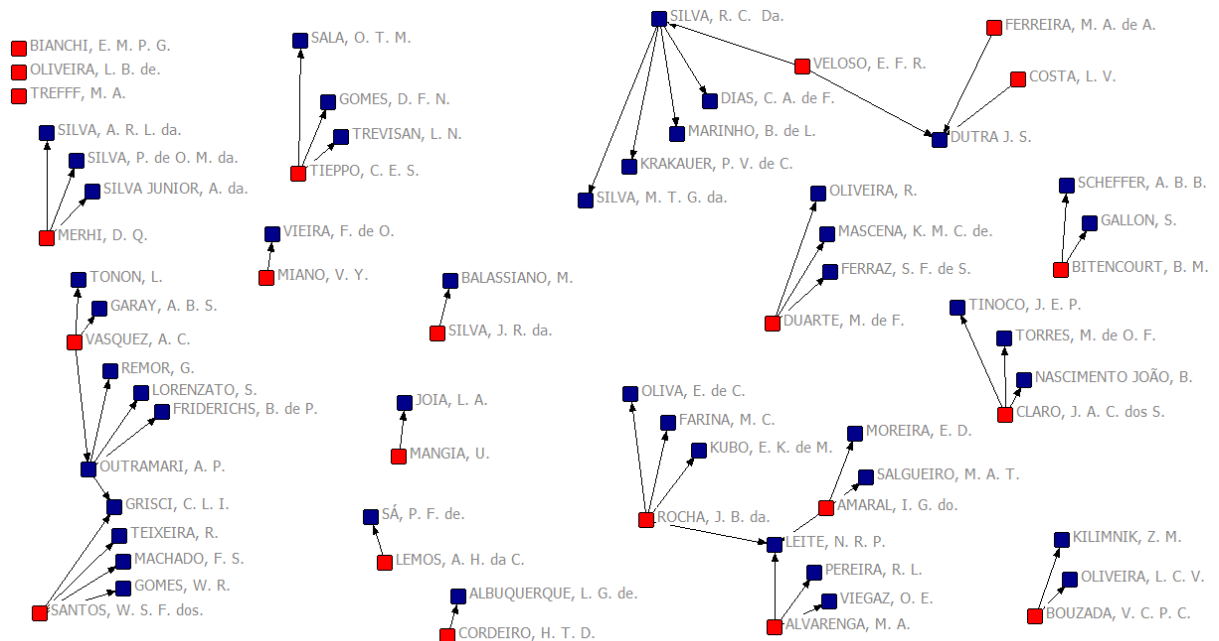 BIANCHI, E. M. P. G.
OLIVEIRA, L. B. de.
TREFFF, M. A.
SILVA, A. R. L. da.
SILVA, P. de O. M. da.
SILVA JUNIOR, A. da.
MERHI, D. Q.
SALA, O. T. M.
GOMES, D. F. N.
TREVISAN, L. N.
TIEPPO, C. E. S.
SILVA, R. C. Da.
VELOSO, E. F. R.
FERREIRA, M. A. de A.
COSTA, L. V.
DIAS, C. A. de F.
MARINHO, B. de L.
DUTRA J. S.
KRAKAUER, P. V. de C.
SILVA, M. T. G. da.
OLIVEIRA, R.
MASCENA, K. M. C. de.
FERRAZ, S. F. de S.
DUARTE, M. de F.
SCHEFFER, A. B. B.
GALLON, S.
BITENCOURT, B. M.
VIEIRA, F. de O.
MIANO, V. Y.
BALASSIANO, M.
SILVA, J. R. da.
TONON, L.
GARAY, A. B. S.
VASQUEZ, A. C.
REMOR, G.
LORENZATO, S.
FRIDERICHS, B. de P.
OUTRAMARI, A. P.
GRISCI, C. L. I.
TEIXEIRA, R.
MACHADO, F. S.
GOMES, W. R.
SANTOS, W. S. F. dos.
JOIA, L. A.
MANGIA, U.
SÁ, P. F. de.
LEMOS, A. H. da C.
ALBUQUERQUE, L. G. de.
CORDEIRO, H. T. D.
TINOCO, J. E. P.
TORRES, M. de O. F.
NASCIMENTO JOÃO, B.
CLARO, J. A. C. dos S.
OLIVA, E. de C.
FARINA, M. C.
KUBO, E. K. de M.
ROCHA, J. B. da.
MOREIRA, E. D.
SALGUEIRO, M. A. T.
AMARAL, I. G. do.
LEITE, N. R. P.
PEREIRA, R. L.
VIEGAZ, O. E.
ALVARENGA, M. A.
KILIMNIK, Z. M.
OLIVEIRA, L. C. V.
BOUZADA, V. C. P. C.